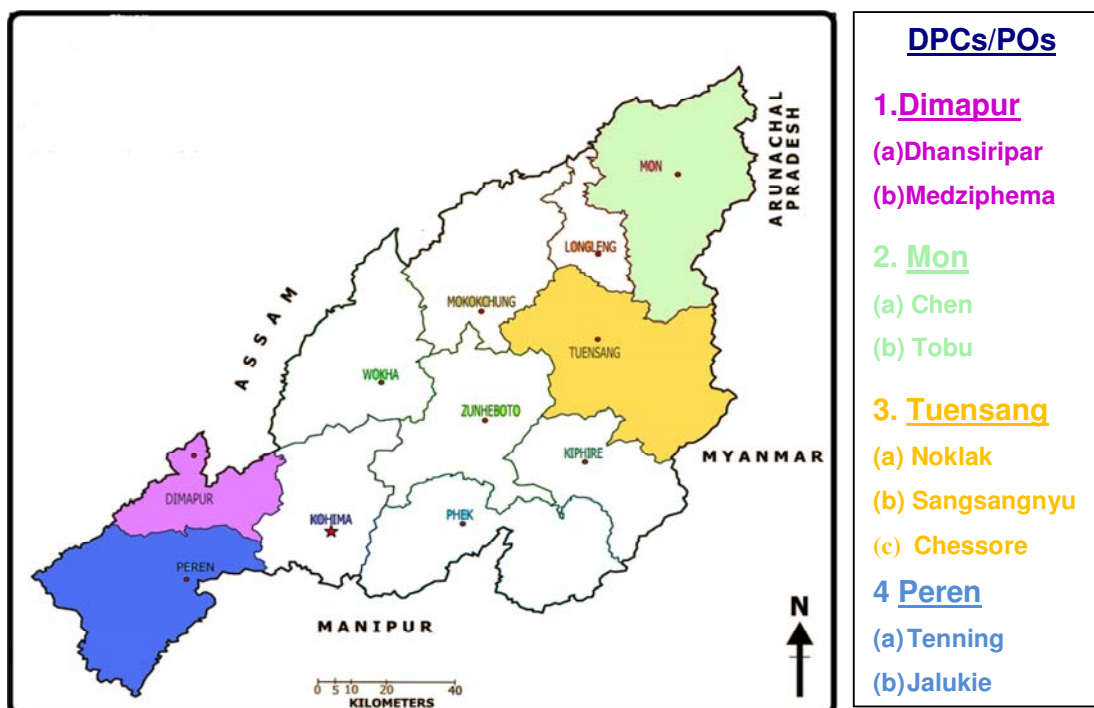 ARUNACHAL
PRADESH
MON
LONGLENG
MOKOKCHUNG
ASSAM
TUENSANG
WOKHA
ZUNHEBOTO
KIPHIRE
MYANMAR
DIMAPUR
KOHIMA
PHEK
PEREN
MANIPUR
N
0 5 10 20 40
KILOMETERS
DPCs/POs
1.Dimapur
(a)Dhansiripar
(b)Medziphema
2. Mon
(a) Chen
(b) Tobu
3. Tuensang
(a) Noklak
(b) Sangsangnyu
(c) Chessore
4 Peren
(a)Tenning
(b)Jalukie